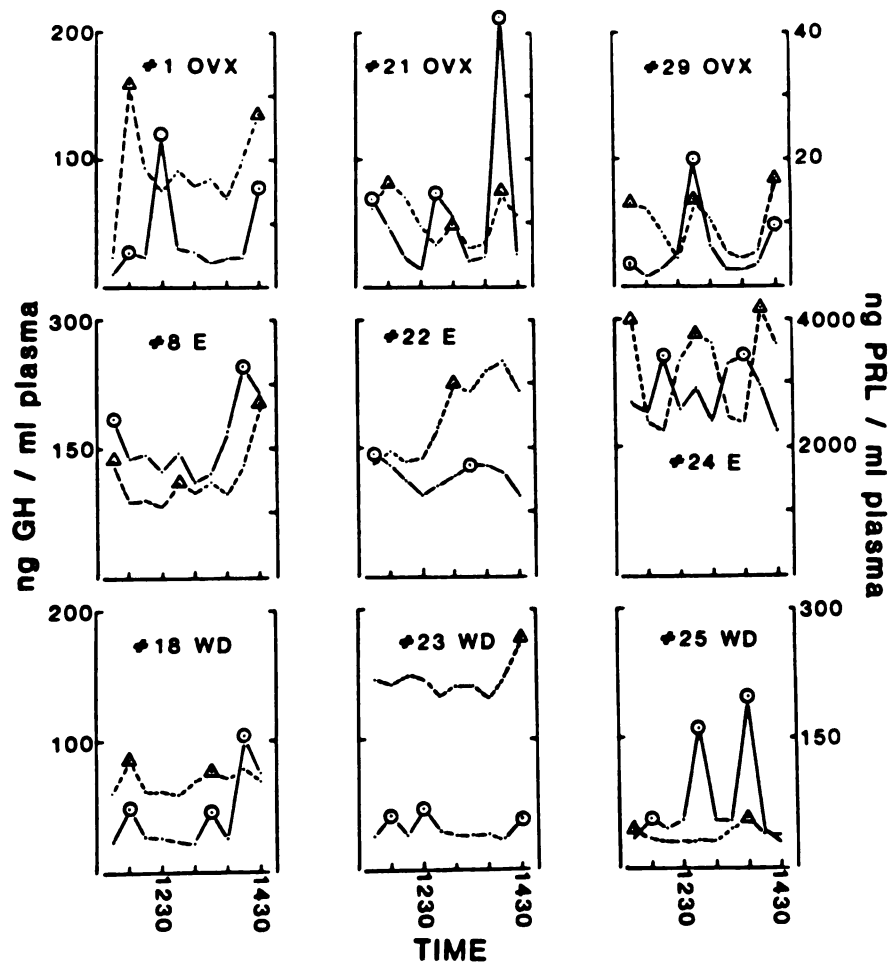 200
40
#1 OVX
#21 OVX
#29 OVX
100
20
300
4000
#8 E
#22 E
150
2000
#24 E
ng GH / ml plasma
ng PRL / ml plasma
200
300
#18 WD
#23 WD
#25 WD
100
150
1230
1430
1230
1430
1230
1430
TIME